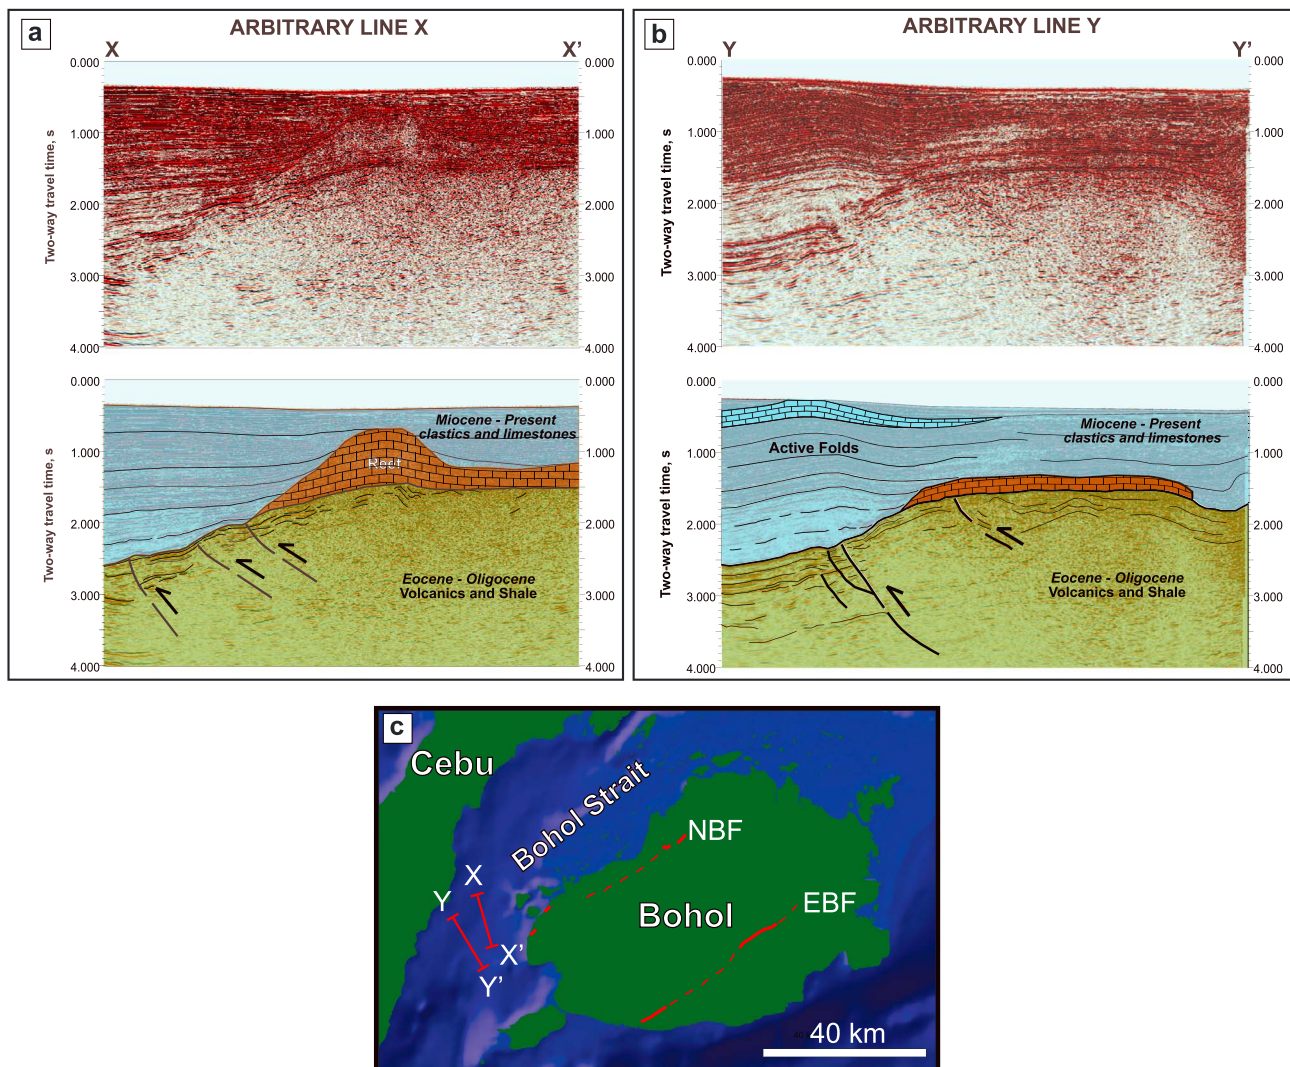 a
ARBITRARY LINE X
X
X'
0.000
1.000
2.000
3.000
4.000
Two-way travel time, s
0.000
1.000
2.000
3.000
4.000
0.000
1.000
2.000
3.000
4.000
Two-way travel time, s
Miocene - Present
clastics and limestones
Reef
Eocene - Oligocene
Volcanics and Shale
0.000
1.000
2.000
3.000
4.000
b
ARBITRARY LINE Y
Y
Y'
0.000
1.000
2.000
3.000
4.000
Two-way travel time, s
0.000
1.000
2.000
3.000
4.000
0.000
1.000
2.000
3.000
4.000
Two-way travel time, s
Miocene - Present
clastics and limestones
Active Folds
Eocene - Oligocene
Volcanics and Shale
0.000
1.000
2.000
3.000
4.000
c
Cebu
Bohol Strait
NBF
X
Y
EBF
Bohol
X'
Y'
40 km